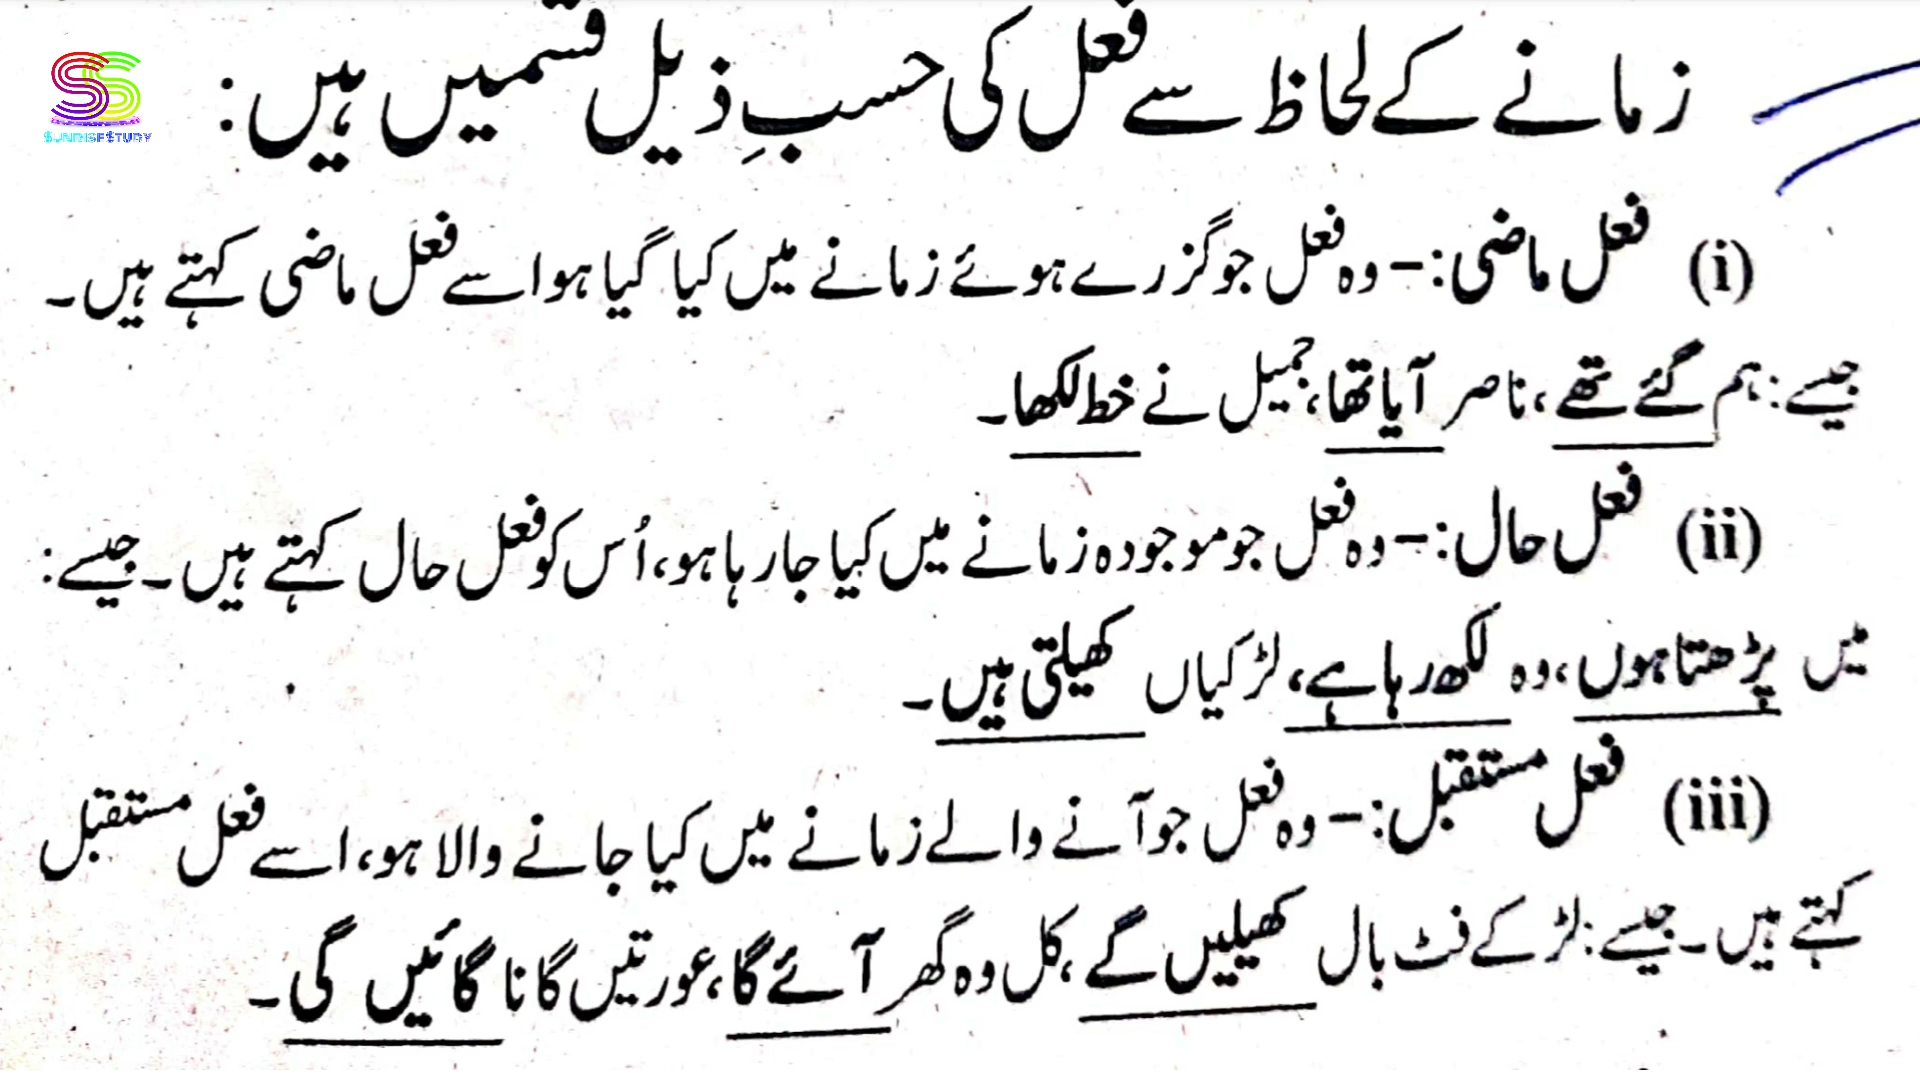 زمانے کے لحاظ سے فعل کی حسبِ ذیل قسمیں ہیں:
SUNRISESTUDY
(i) فعل ماضی:- وہ فعل جو گزرے ہوئے زمانے میں کیا گیا ہو اسے فعل ماضی کہتے ہیں۔
جیسے: ہم گئے تھے، ناصر آیا تھا، جمیل نے خط لکھا۔
(ii) فعل حال:- وہ فعل جو موجودہ زمانے میں کیا جا رہا ہو، اُس کو فعل حال کہتے ہیں۔ جیسے:
میں پڑھتا ہوں، وہ لکھ رہا ہے، لڑکیاں کھیلتی ہیں۔
(iii) فعل مستقبل:- وہ فعل جو آنے والے زمانے میں کیا جانے والا ہو، اسے فعل مستقبل
کہتے ہیں۔ جیسے: لڑکے فٹ بال کھیلیں گے، کل وہ گھر آئے گا، عورتیں گانا گائیں گی۔